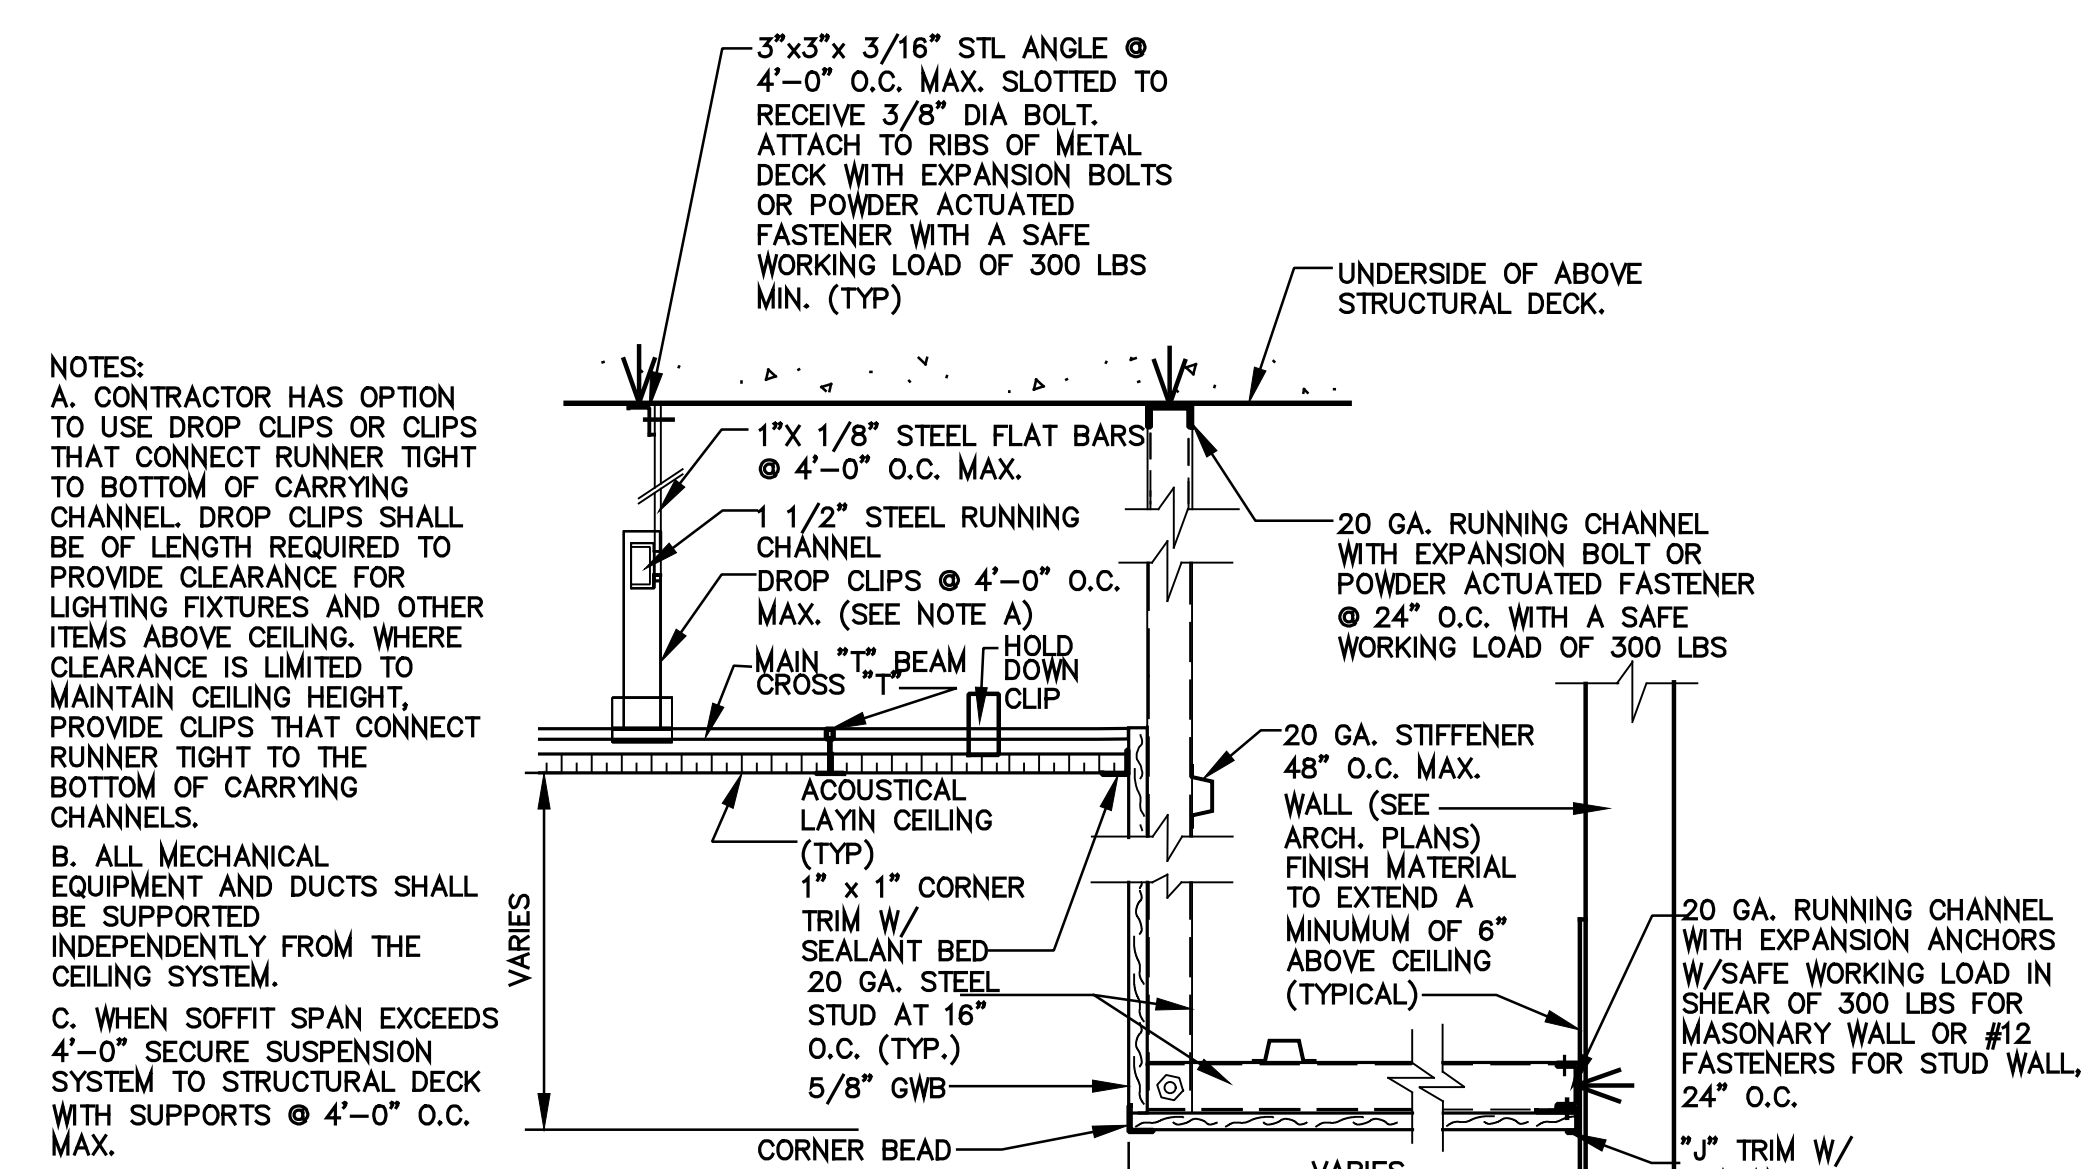 3"x3"x 3/16" STL ANGLE @
4'-0" O.C. MAX. SLOTTED TO
RECEIVE 3/8" DIA BOLT.
ATTACH TO RIBS OF METAL
DECK WITH EXPANSION BOLTS
OR POWDER ACTUATED
FASTENER WITH A SAFE
WORKING LOAD OF 300 LBS
MIN. (TYP)
UNDERSIDE OF ABOVE
STRUCTURAL DECK.
NOTES:
A. CONTRACTOR HAS OPTION
TO USE DROP CLIPS OR CLIPS
THAT CONNECT RUNNER TIGHT
TO BOTTOM OF CARRYING
CHANNEL. DROP CLIPS SHALL
BE OF LENGTH REQUIRED TO
PROVIDE CLEARANCE FOR
LIGHTING FIXTURES AND OTHER
ITEMS ABOVE CEILING. WHERE
CLEARANCE IS LIMITED TO
MAINTAIN CEILING HEIGHT,
PROVIDE CLIPS THAT CONNECT
RUNNER TIGHT TO THE
BOTTOM OF CARRYING
CHANNELS.
B. ALL MECHANICAL
EQUIPMENT AND DUCTS SHALL
BE SUPPORTED
INDEPENDENTLY FROM THE
CEILING SYSTEM.
C. WHEN SOFFIT SPAN EXCEEDS
4'-0" SECURE SUSPENSION
SYSTEM TO STRUCTURAL DECK
WITH SUPPORTS @ 4'-0" O.C.
MAX.
1"X 1/8" STEEL FLAT BARS
@ 4'-0" O.C. MAX.
1 1/2" STEEL RUNNING
CHANNEL
DROP CLIPS @ 4'-0" O.C.
MAX. (SEE NOTE A)
MAIN "T" BEAM
CROSS "T"
HOLD
DOWN
CLIP
20 GA. RUNNING CHANNEL
WITH EXPANSION BOLT OR
POWDER ACTUATED FASTENER
@ 24" O.C. WITH A SAFE
WORKING LOAD OF 300 LBS
20 GA. STIFFENER
48" O.C. MAX.
WALL (SEE
ARCH. PLANS)
FINISH MATERIAL
TO EXTEND A
MINUMUM OF 6"
ABOVE CEILING
(TYPICAL)
ACOUSTICAL
LAYIN CEILING
(TYP)
1" x 1" CORNER
TRIM W/
SEALANT BED
20 GA. STEEL
STUD AT 16"
O.C. (TYP.)
5/8" GWB
CORNER BEAD
VARIES
20 GA. RUNNING CHANNEL
WITH EXPANSION ANCHORS
W/SAFE WORKING LOAD IN
SHEAR OF 300 LBS FOR
MASONARY WALL OR #12
FASTENERS FOR STUD WALL,
24" O.C.
"J" TRIM W/
VARIES